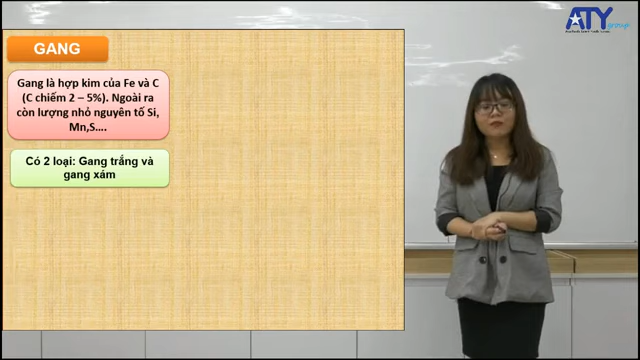 ATY
group
GANG
Gang là hợp kim của Fe và C
(C chiếm 2 – 5%). Ngoài ra
còn lượng nhỏ nguyên tố Si,
Mn,S....
Có 2 loại: Gang trắng và
gang xám